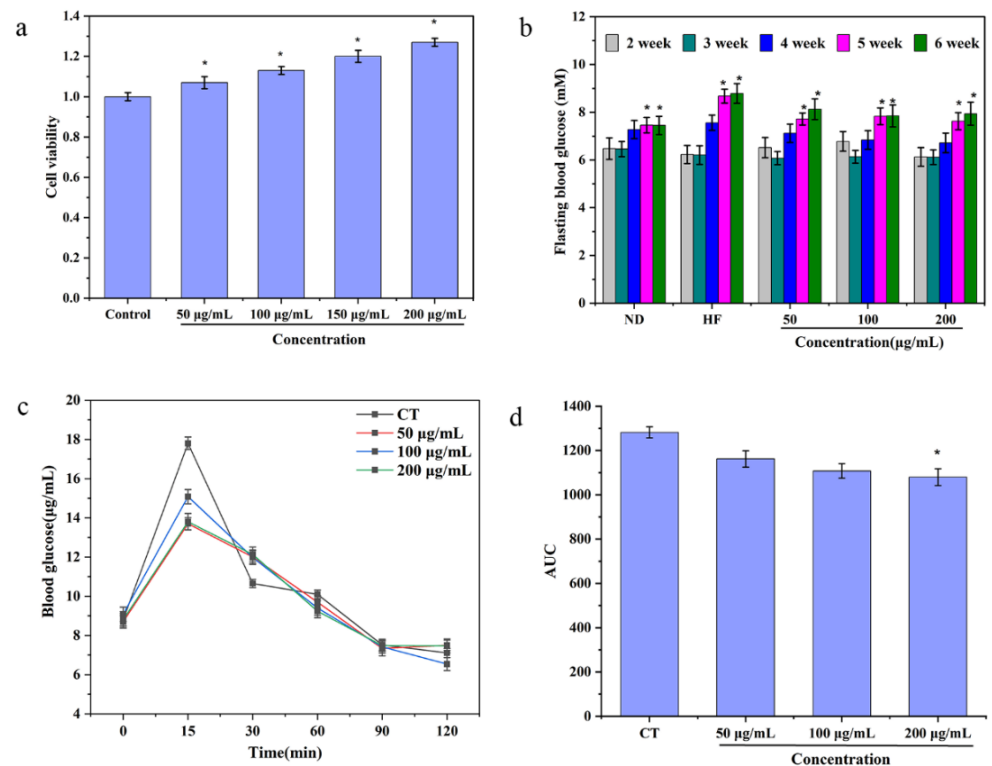 a
1.4
1.2
1.0
0.8
0.6
0.4
0.2
0.0
Cell viability
*
*
*
*
Control
50 μg/mL
100 μg/mL
150 μg/mL
200 μg/mL
Concentration
b
12
10
8
6
4
2
0
Flasting blood glucose (mM)
2 week
3 week
4 week
5 week
6 week
* *
* *
* *
* *
* *
ND
HF
50
100
200
Concentration(μg/mL)
c
20
18
16
14
12
10
8
6
4
Blood glucose(μg/mL)
CT
50 μg/mL
100 μg/mL
200 μg/mL
0
15
30
60
90
120
Time(min)
d
1400
1200
1000
800
600
400
200
0
AUC
*
CT
50 μg/mL
100 μg/mL
200 μg/mL
Concentration